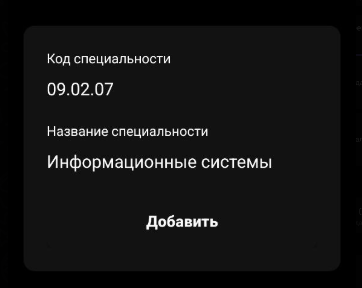 Код специальности
09.02.07
Название специальности
Информационные системы
Добавить